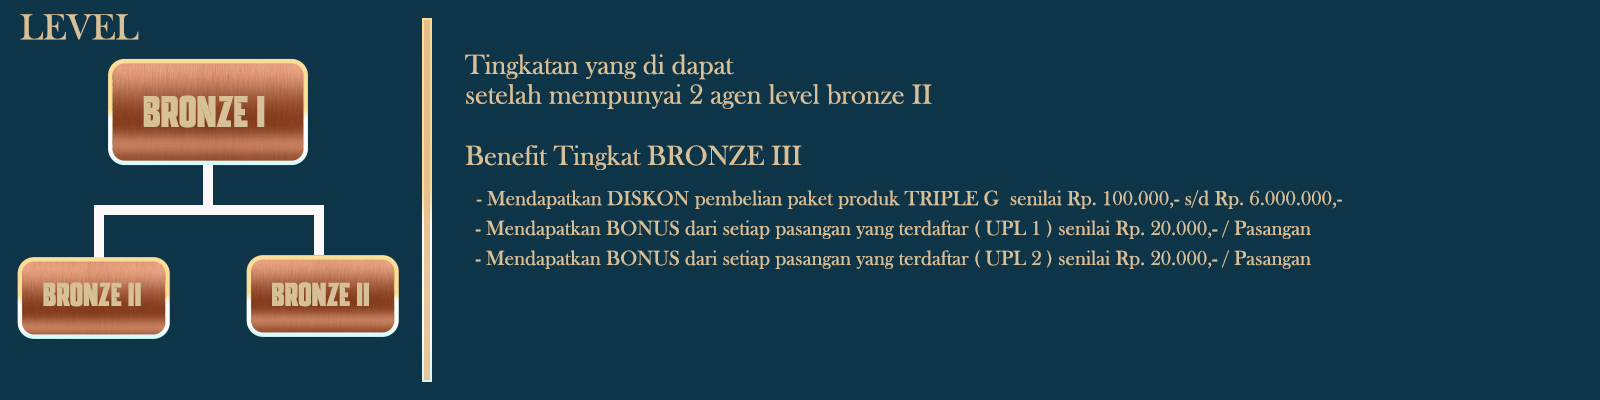 LEVEL
BRONZE I
BRONZE II
BRONZE II
Tingkatan yang di dapat
setelah mempunyai 2 agen level bronze II
Benefit Tingkat BRONZE III
- Mendapatkan DISKON pembelian paket produk TRIPLE G senilai Rp. 100.000,- s/d Rp. 6.000.000,-
- Mendapatkan BONUS dari setiap pasangan yang terdaftar ( UPL 1 ) senilai Rp. 20.000,- / Pasangan
- Mendapatkan BONUS dari setiap pasangan yang terdaftar ( UPL 2 ) senilai Rp. 20.000,- / Pasangan